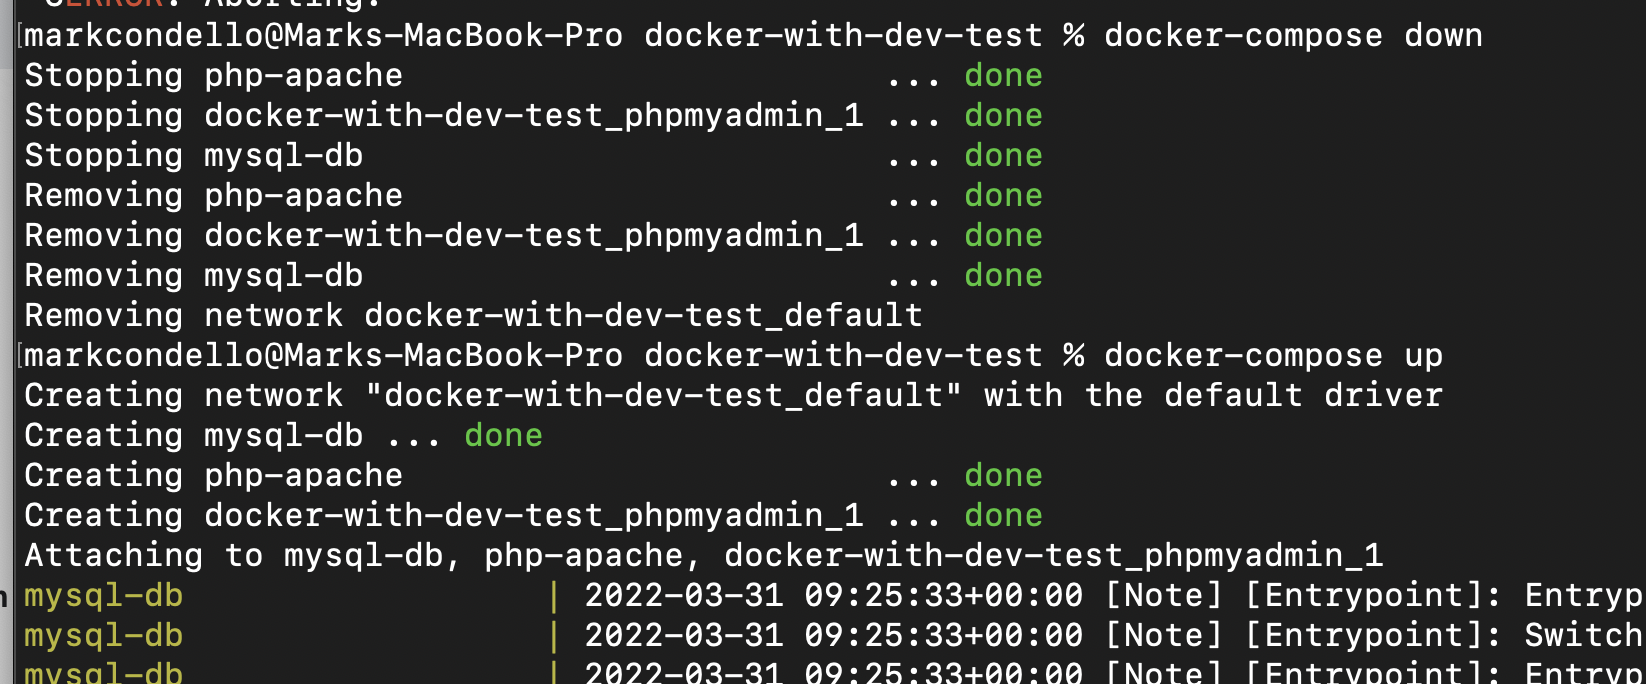 ERROR: Aborting.
[markcondello@Marks-MacBook-Pro docker-with-dev-test % docker-compose down
Stopping php-apache                        ... done
Stopping docker-with-dev-test_phpmyadmin_1 ... done
Stopping mysql-db                          ... done
Removing php-apache                        ... done
Removing docker-with-dev-test_phpmyadmin_1 ... done
Removing mysql-db                          ... done
Removing network docker-with-dev-test_default
[markcondello@Marks-MacBook-Pro docker-with-dev-test % docker-compose up
Creating network "docker-with-dev-test_default" with the default driver
Creating mysql-db ... done
Creating php-apache                        ... done
Creating docker-with-dev-test_phpmyadmin_1 ... done
Attaching to mysql-db, php-apache, docker-with-dev-test_phpmyadmin_1
mysql-db                  | 2022-03-31 09:25:33+00:00 [Note] [Entrypoint]: Entryp
mysql-db                  | 2022-03-31 09:25:33+00:00 [Note] [Entrypoint]: Switch
mysql-db                  | 2022-03-31 09:25:33+00:00 [Note] [Entrypoint]: Entryp